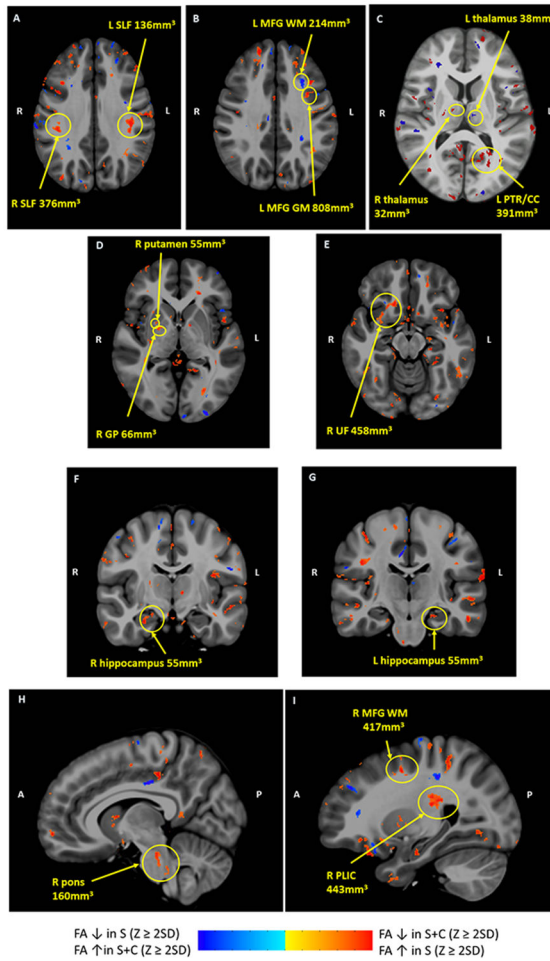 A
L SLF 136mm³
R
L
R SLF 376mm³
B
L MFG WM 214mm³
R
L
L MFG GM 808mm³
C
L thalamus 38mm
R
L
R thalamus
32mm³
L PTR/CC
391mm³
D
R putamen 55mm³
R
L
R GP 66mm³
E
R
L
R UF 458mm³
F
R
L
R hippocampus 55mm³
G
R
L
L hippocampus 55mm³
H
A
P
R pons
160mm³
I
R MFG WM
417mm³
A
P
R PLIC
443mm³
FA ↓ in S (Z ≥ 2SD)
FA ↑ in S+C (Z ≥ 2SD)
FA ↓ in S+C (Z ≥ 2SD)
FA ↑ in S (Z ≥ 2SD)